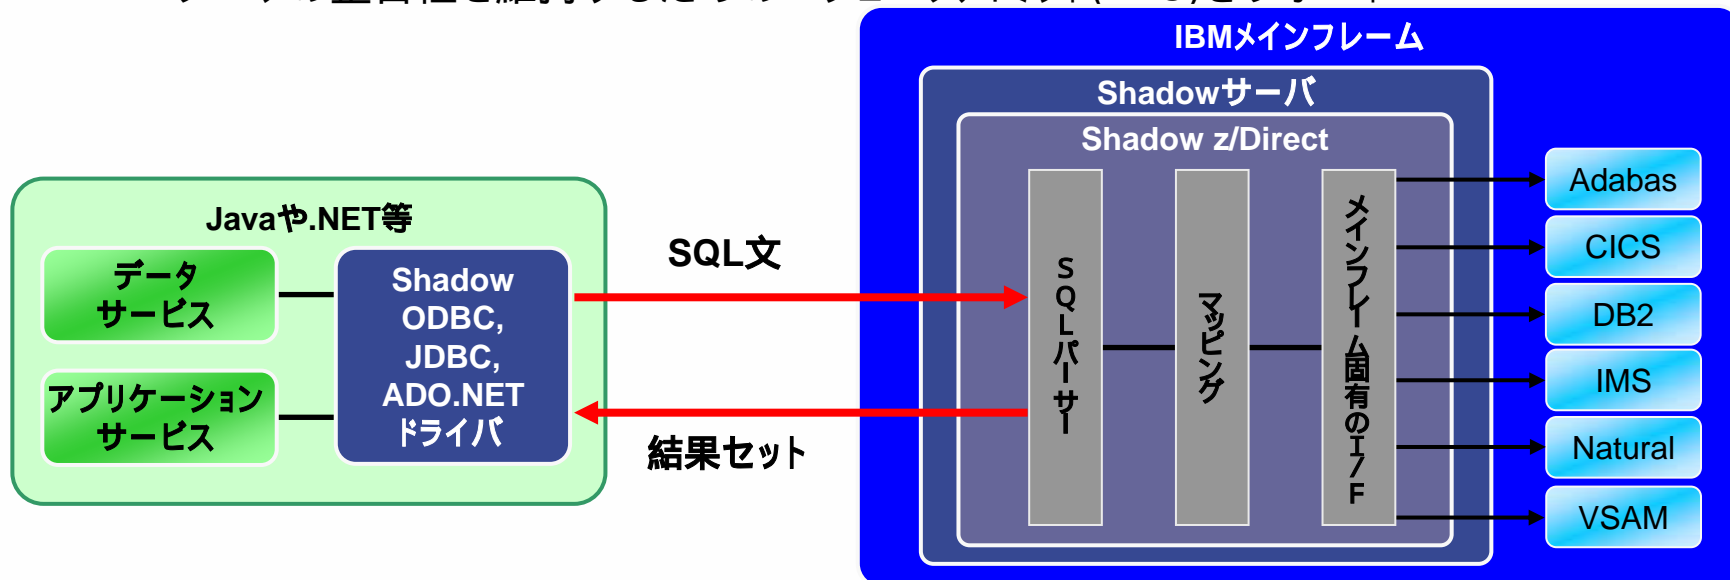 IBMメインフレーム
Shadowサーバ
Shadow z/Direct
Javaや.NET等
データ
サービス
アプリケーション
サービス
Shadow
ODBC,
JDBC,
ADO.NET
ドライバ
SQL文
結果セット
SQLパーサー
マッピング
メインフレーム固有のI/F
Adabas
CICS
DB2
IMS
Natural
VSAM